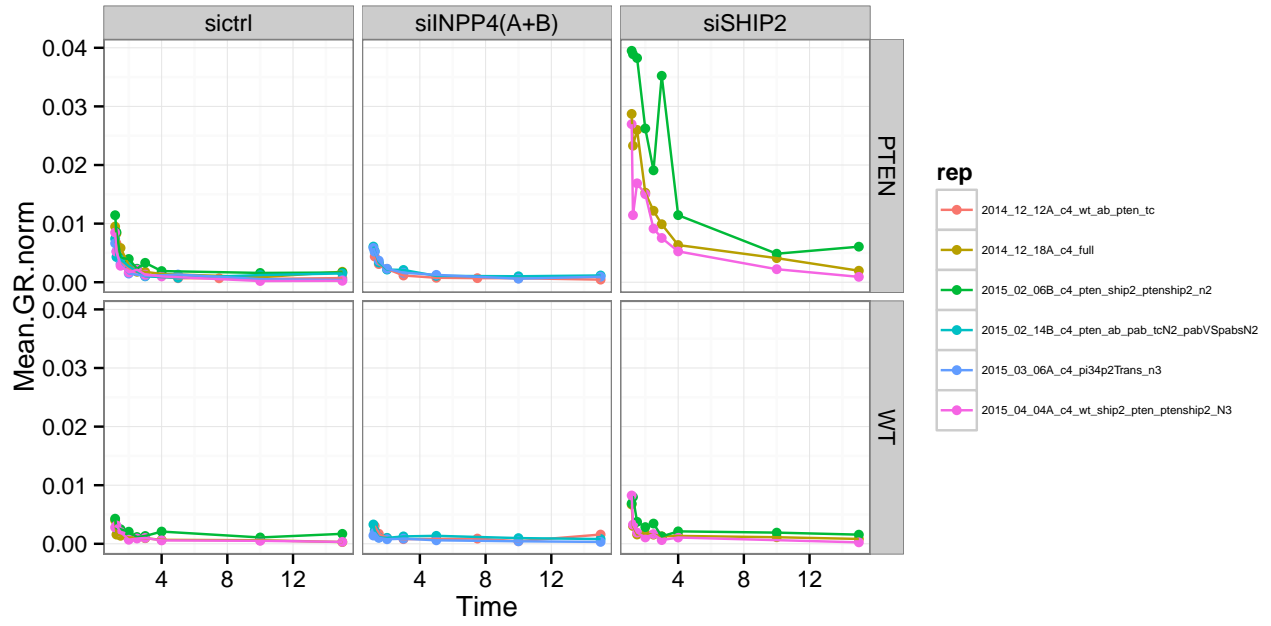 sictrl
siINPP4(A+B)
siSHIP2
0.04
0.03
0.02
0.01
0.00
PTEN
0.04
0.03
0.02
0.01
0.00
WT
Mean.GR.norm
4 8 12
4 8 12
4 8 12
Time
rep
2014_12_12A_c4_wt_ab_pten_tc
2014_12_18A_c4_full
2015_02_06B_c4_pten_ship2_ptenship2_n2
2015_02_14B_c4_pten_ab_pab_tcN2_pabVSpabsN2
2015_03_06A_c4_pi34p2Trans_n3
2015_04_04A_c4_wt_ship2_pten_ptenship2_N3